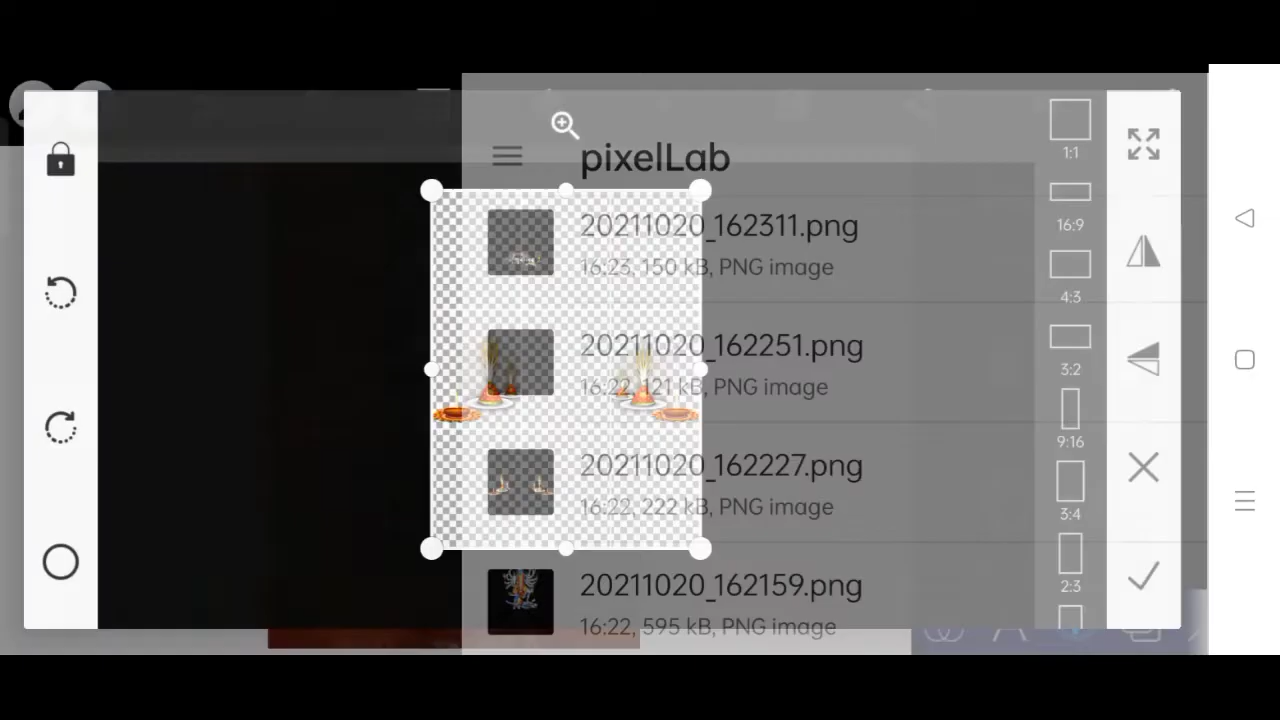 pixelLab
20211020_162311.png
16:23, 150 kB, PNG image
20211020_162251.png
16:22, 121 kB, PNG image
20211020_162227.png
16:22, 222 kB, PNG image
20211020_162159.png
16:22, 595 kB, PNG image
1:1
16:9
4:3
3:2
9:16
3:4
2:3